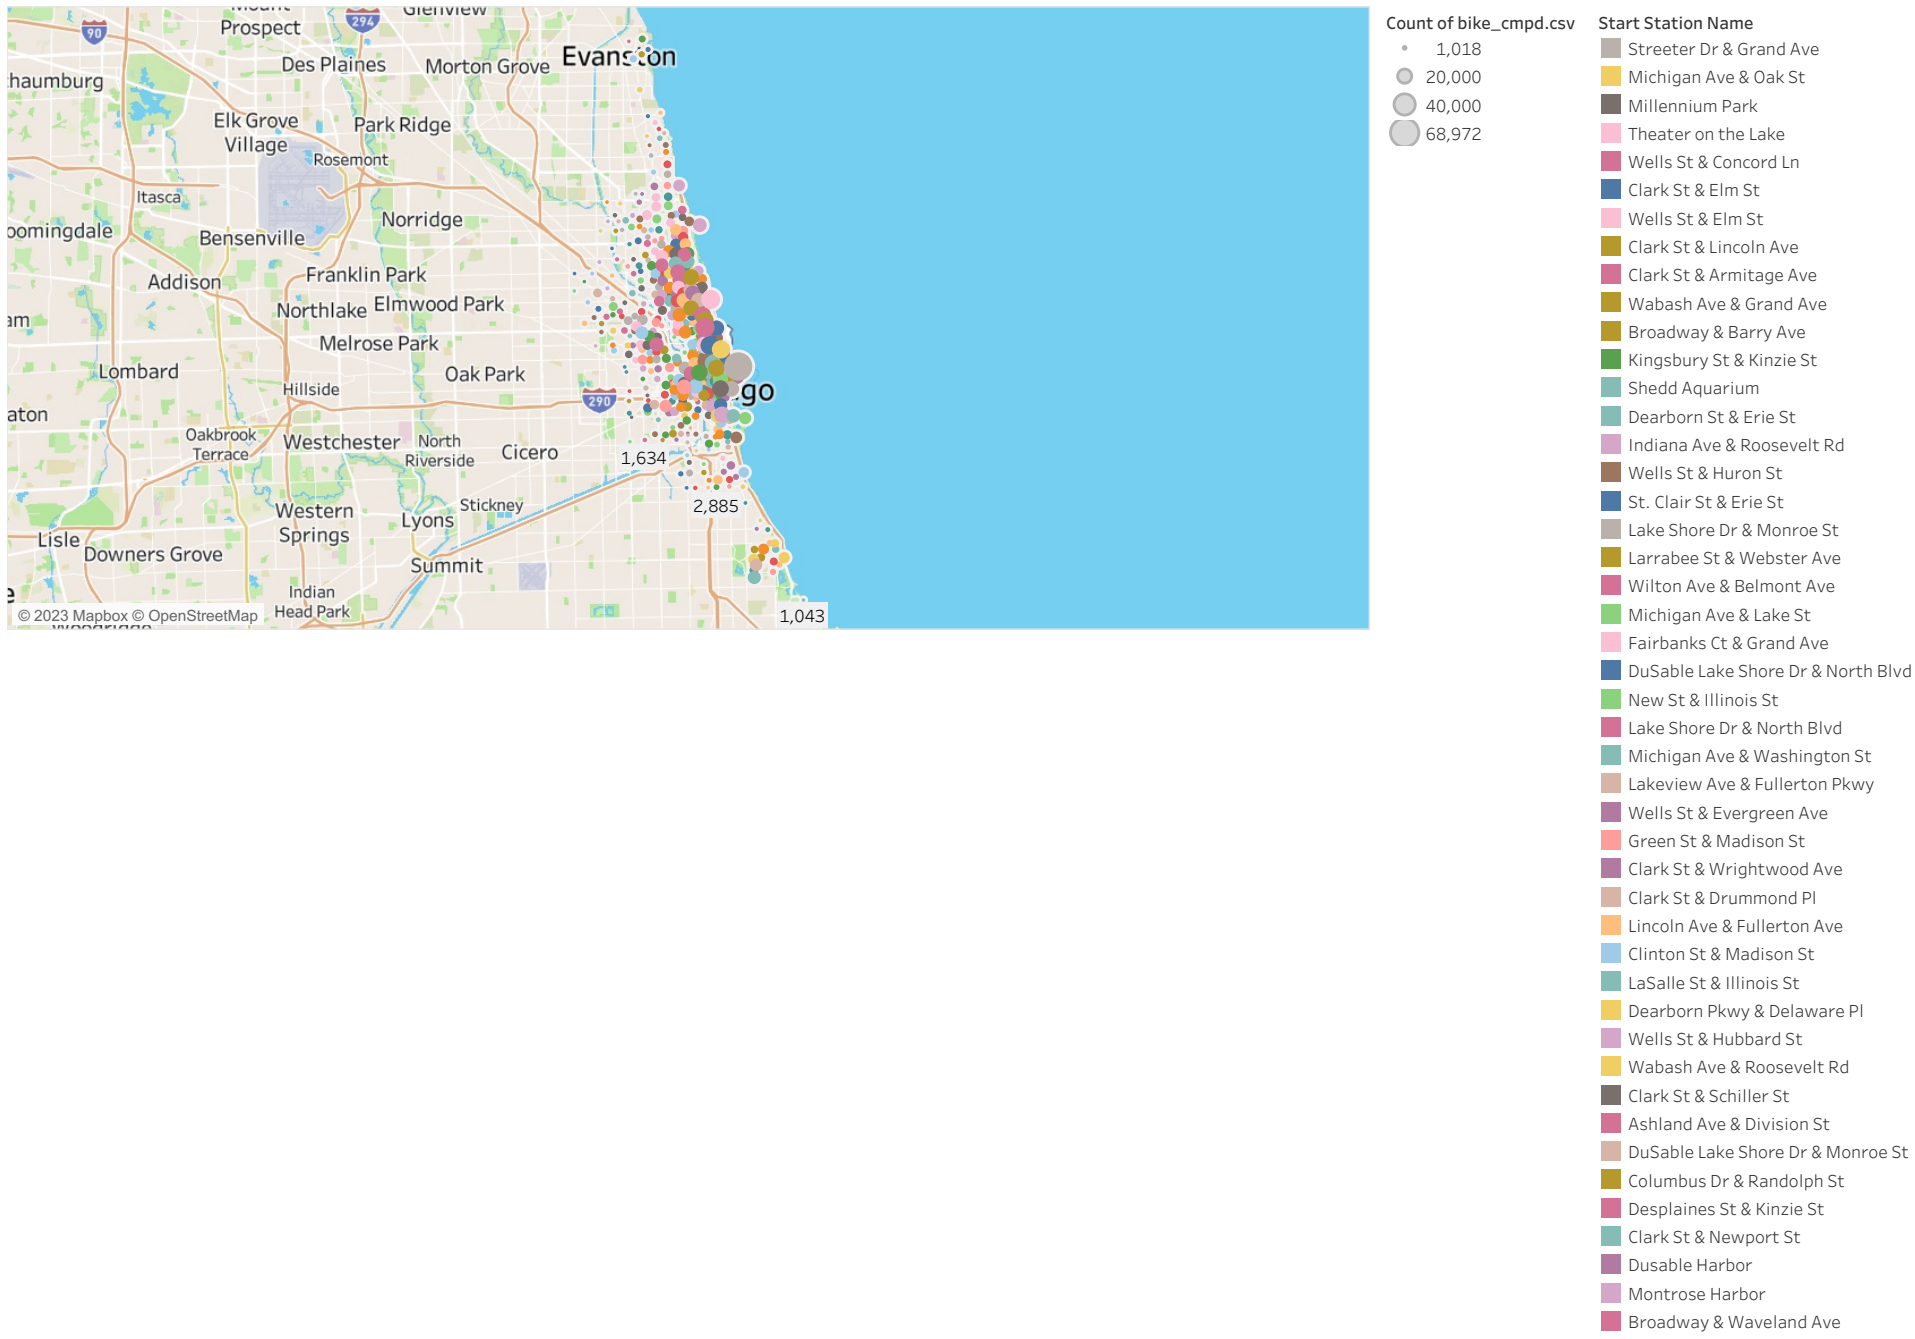 Mount
Prospect
Glenview
90
294
Des Plaines
Morton Grove
Evanston
chaumburg
Elk Grove
Village
Park Ridge
Rosemont
Itasca
Norridge
oomingdale
Bensenville
Franklin Park
Addison
Northlake
Elmwood Park
am
Melrose Park
Lombard
Oak Park
Hillside
290
go
aton
Oakbrook
Terrace
Westchester
North
Riverside
Cicero
1,634
Western
Springs
Stickney
Lyons
2,885
Lisle
Downers Grove
Summit
Indian
Head Park
e
© 2023 Mapbox © OpenStreetMap
Woodridge
1,043
Count of bike_cmpd.csv
1,018
20,000
40,000
68,972
Start Station Name
Streeter Dr & Grand Ave
Michigan Ave & Oak St
Millennium Park
Theater on the Lake
Wells St & Concord Ln
Clark St & Elm St
Wells St & Elm St
Clark St & Lincoln Ave
Clark St & Armitage Ave
Wabash Ave & Grand Ave
Broadway & Barry Ave
Kingsbury St & Kinzie St
Shedd Aquarium
Dearborn St & Erie St
Indiana Ave & Roosevelt Rd
Wells St & Huron St
St. Clair St & Erie St
Lake Shore Dr & Monroe St
Larrabee St & Webster Ave
Wilton Ave & Belmont Ave
Michigan Ave & Lake St
Fairbanks Ct & Grand Ave
DuSable Lake Shore Dr & North Blvd
New St & Illinois St
Lake Shore Dr & North Blvd
Michigan Ave & Washington St
Lakeview Ave & Fullerton Pkwy
Wells St & Evergreen Ave
Green St & Madison St
Clark St & Wrightwood Ave
Clark St & Drummond Pl
Lincoln Ave & Fullerton Ave
Clinton St & Madison St
LaSalle St & Illinois St
Dearborn Pkwy & Delaware Pl
Wells St & Hubbard St
Wabash Ave & Roosevelt Rd
Clark St & Schiller St
Ashland Ave & Division St
DuSable Lake Shore Dr & Monroe St
Columbus Dr & Randolph St
Desplaines St & Kinzie St
Clark St & Newport St
Dusable Harbor
Montrose Harbor
Broadway & Waveland Ave